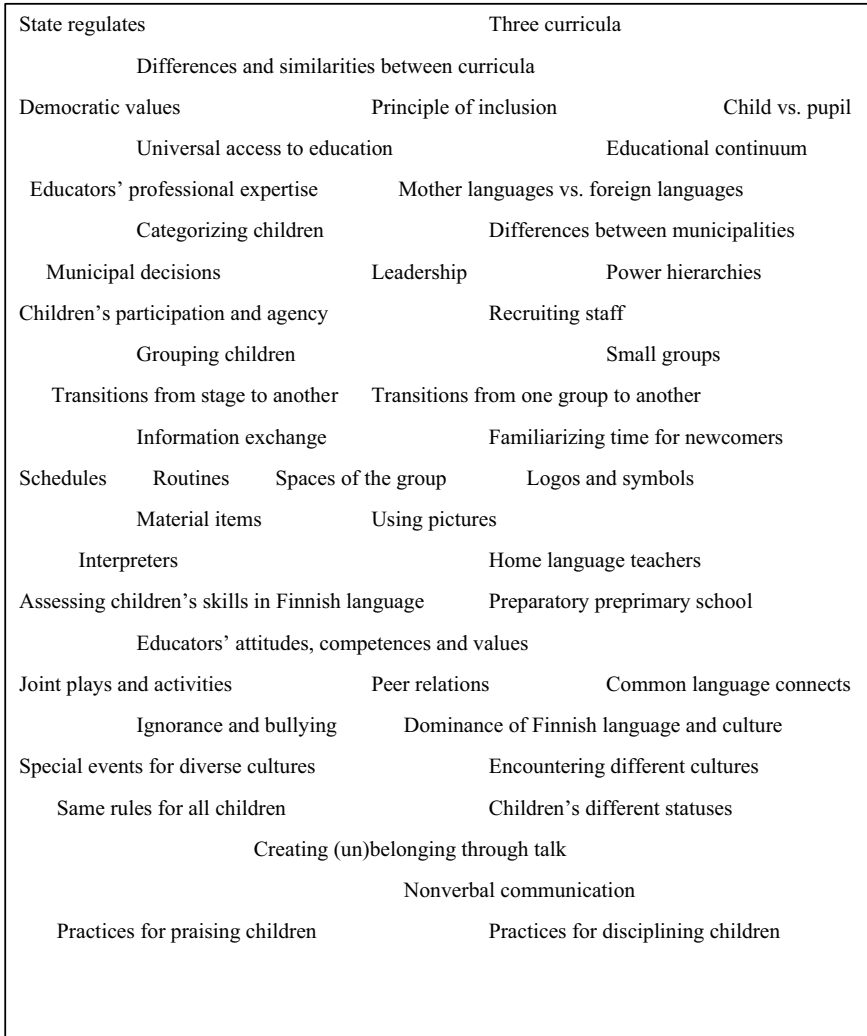 State regulates Three curricula
Differences and similarities between curricula
Democratic values Principle of inclusion Child vs. pupil
Universal access to education Educational continuum
Educators’ professional expertise Mother languages vs. foreign languages
Categorizing children Differences between municipalities
Municipal decisions Leadership Power hierarchies
Children’s participation and agency Recruiting staff
Grouping children Small groups
Transitions from stage to another Transitions from one group to another
Information exchange Familiarizing time for newcomers
Schedules Routines Spaces of the group Logos and symbols
Material items Using pictures
Interpreters Home language teachers
Assessing children’s skills in Finnish language Preparatory preprimary school
Educators’ attitudes, competences and values
Joint plays and activities Peer relations Common language connects
Ignorance and bullying Dominance of Finnish language and culture
Special events for diverse cultures Encountering different cultures
Same rules for all children Children’s different statuses
Creating (un)belonging through talk
Nonverbal communication
Practices for praising children Practices for disciplining children